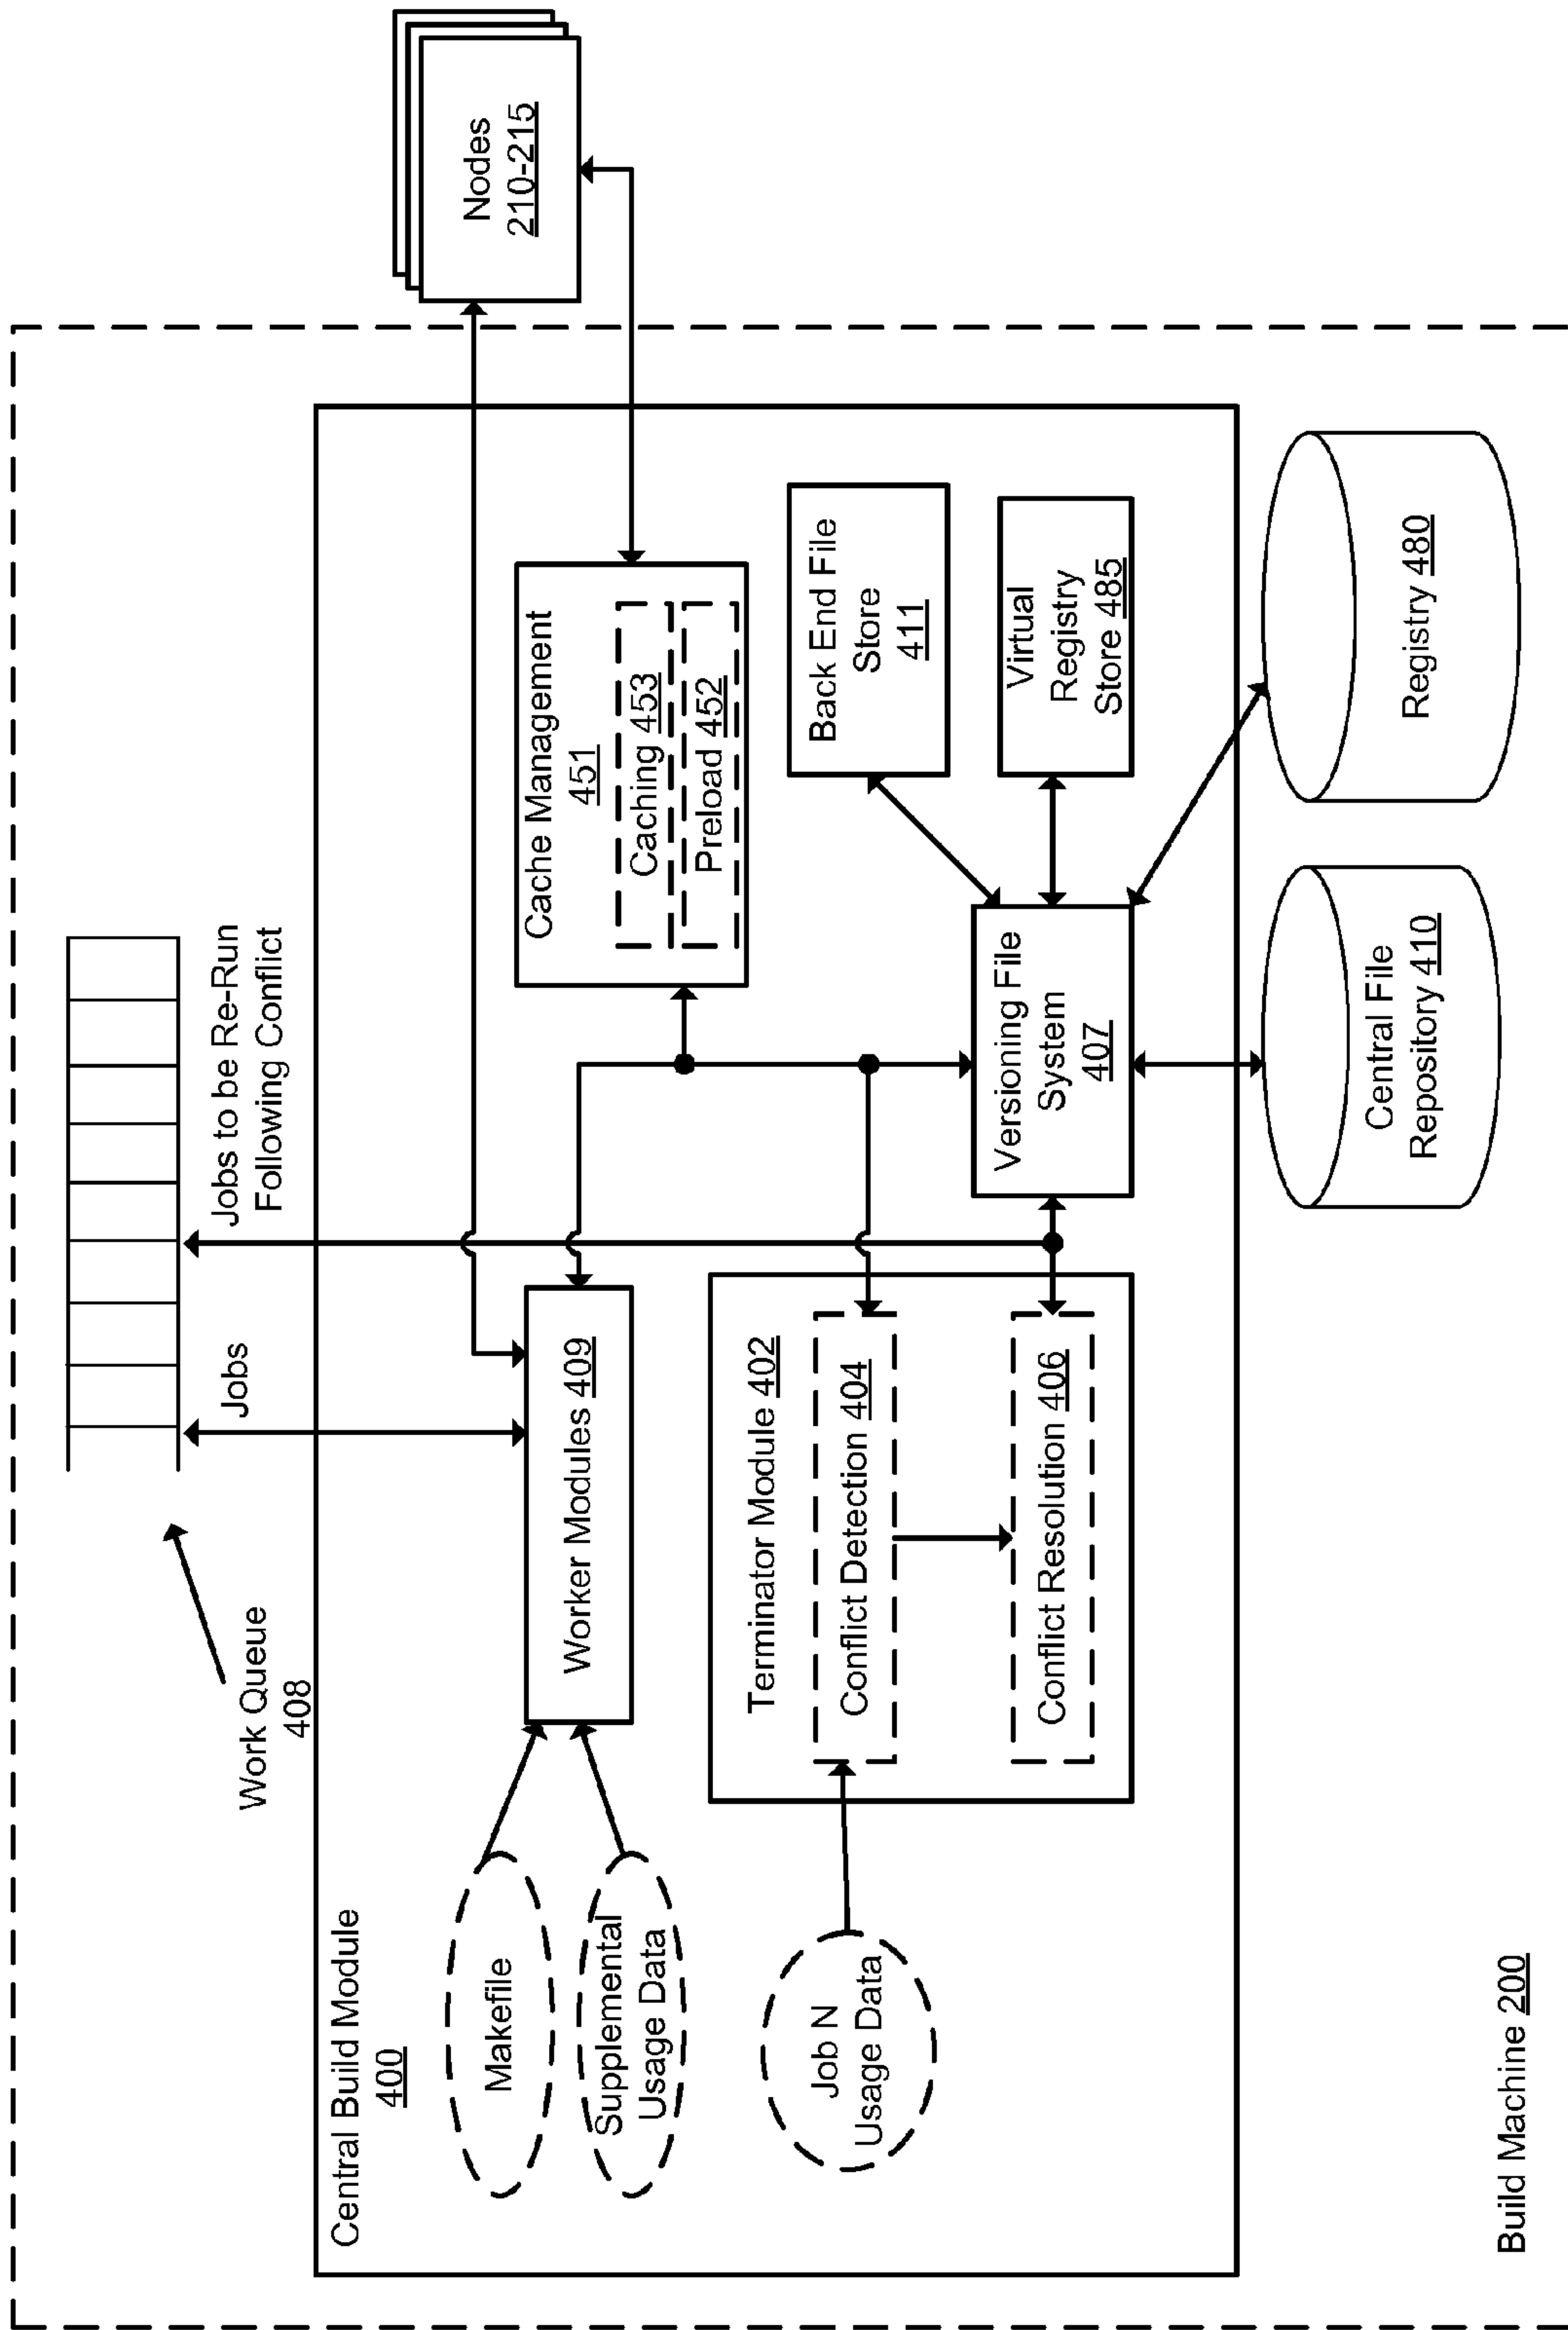 Work Queue
408
Jobs
Jobs to be Re-Run
Following Conflict
Nodes
210-215
Central Build Module
400
Makefile
Supplemental
Usage Data
Worker Modules 409
Cache Management
451
Caching 453
Preload 452
Job N
Usage Data
Terminator Module 402
Conflict Detection 404
Conflict Resolution 406
Versioning File
System
407
Back End File
Store
411
Virtual
Registry
Store 485
Central File
Repository 410
Registry 480
Build Machine 200